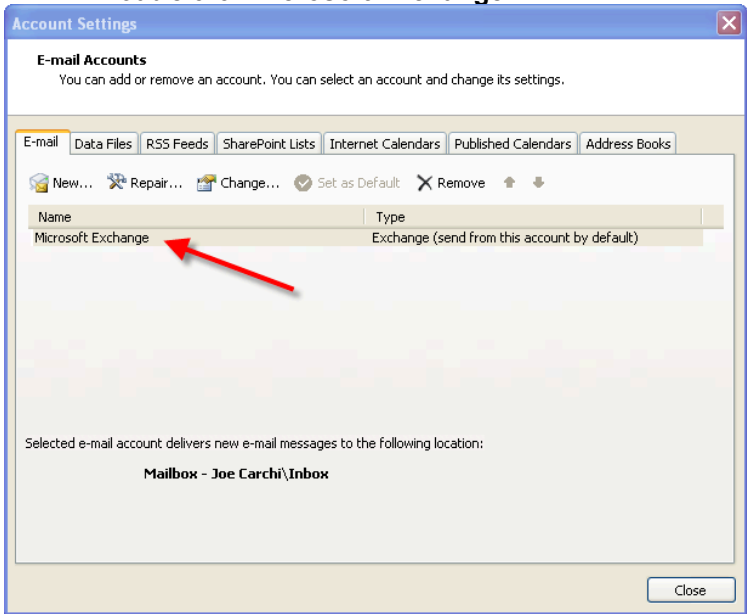 Account Settings
E-mail Accounts
You can add or remove an account. You can select an account and change its settings.
E-mail Data Files RSS Feeds SharePoint Lists Internet Calendars Published Calendars Address Books
New... Repair... Change... Set as Default Remove
Name Type
Microsoft Exchange Exchange (send from this account by default)
Selected e-mail account delivers new e-mail messages to the following location:
Mailbox - Joe Carchi\Inbox
Close